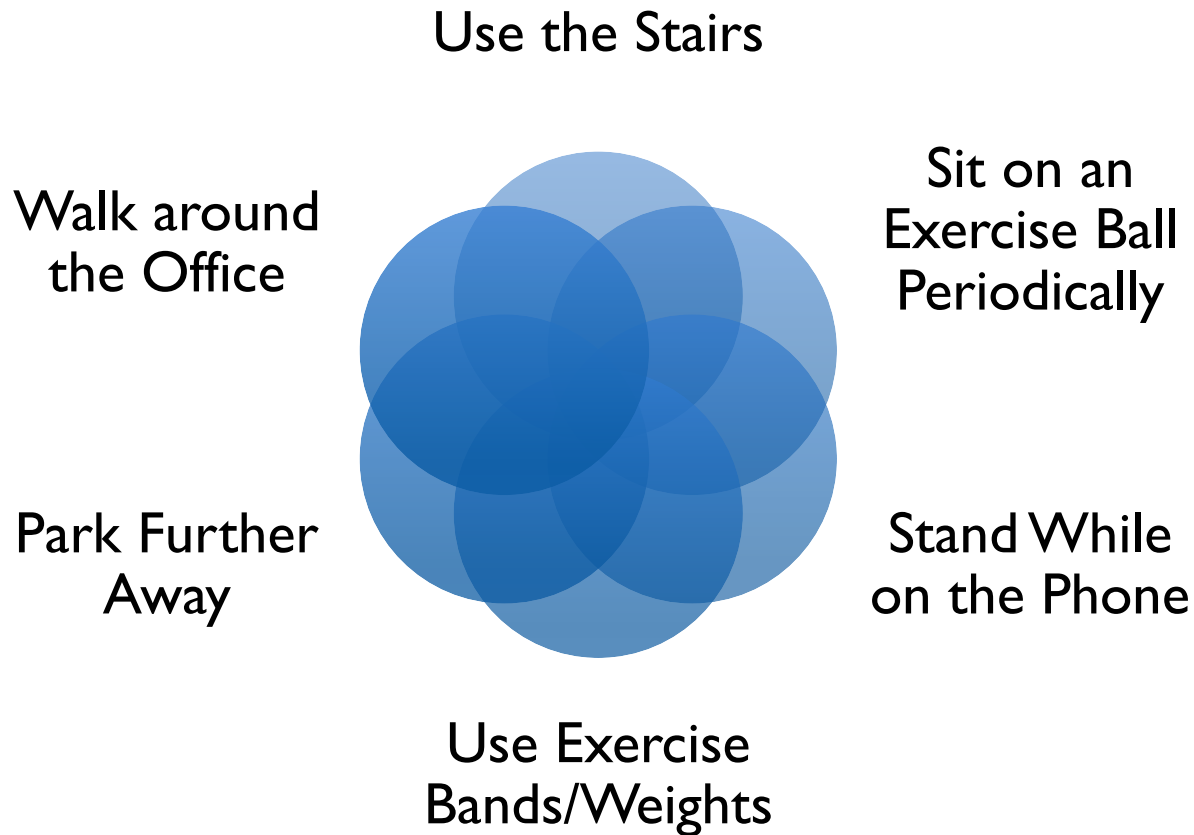 Use the Stairs
Sit on an
Exercise Ball
Periodically
Stand While
on the Phone
Use Exercise
Bands/Weights
Park Further
Away
Walk around
the Office